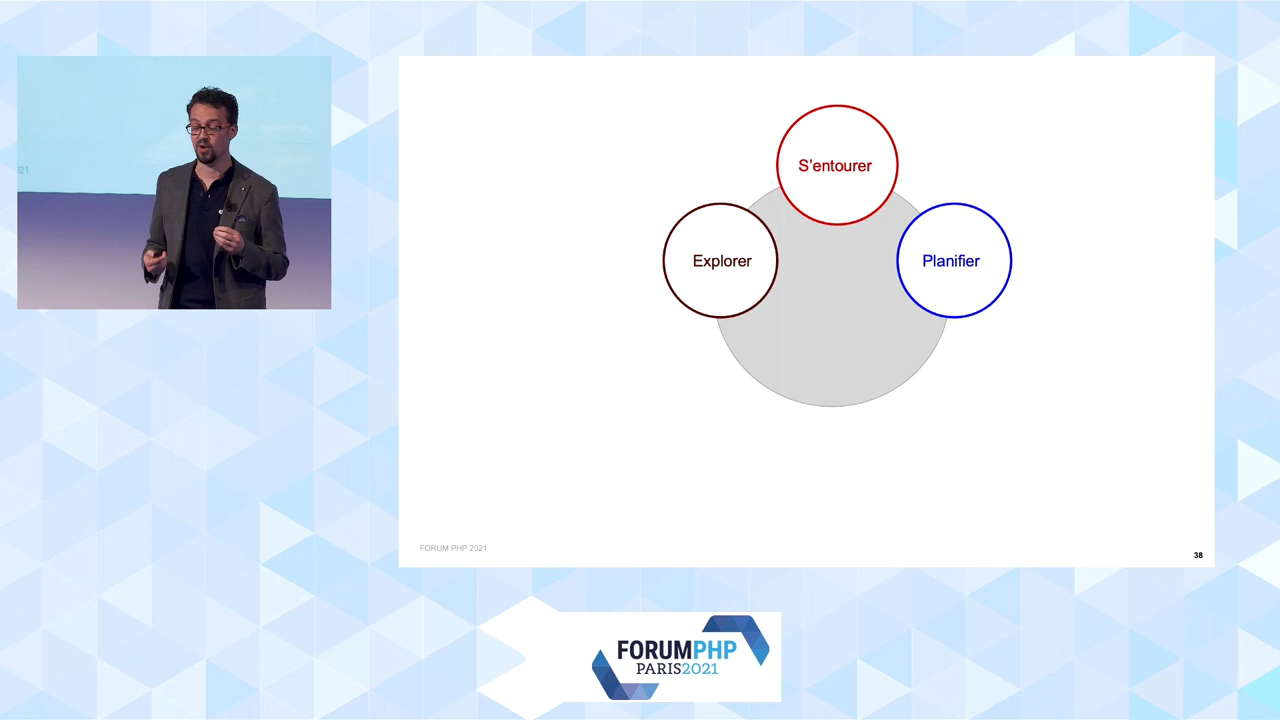 S'entourer
Explorer
Planifier
FORUM PHP 2021
38
FORUMPHP
PARIS2021